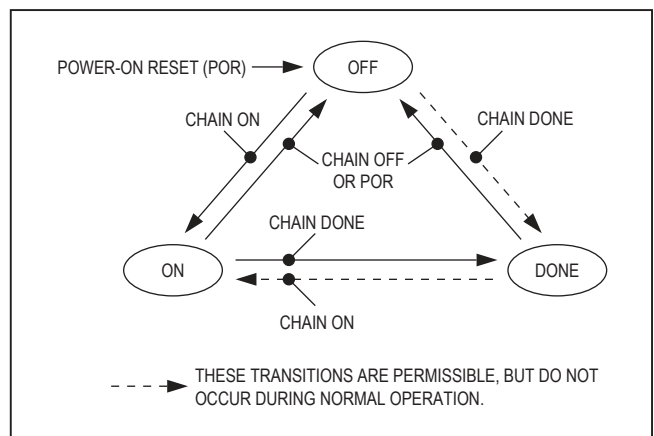 POWER-ON RESET (POR)
OFF
CHAIN ON
CHAIN DONE
CHAIN OFF
OR POR
CHAIN DONE
ON
DONE
CHAIN ON
THESE TRANSITIONS ARE PERMISSIBLE, BUT DO NOT
OCCUR DURING NORMAL OPERATION.